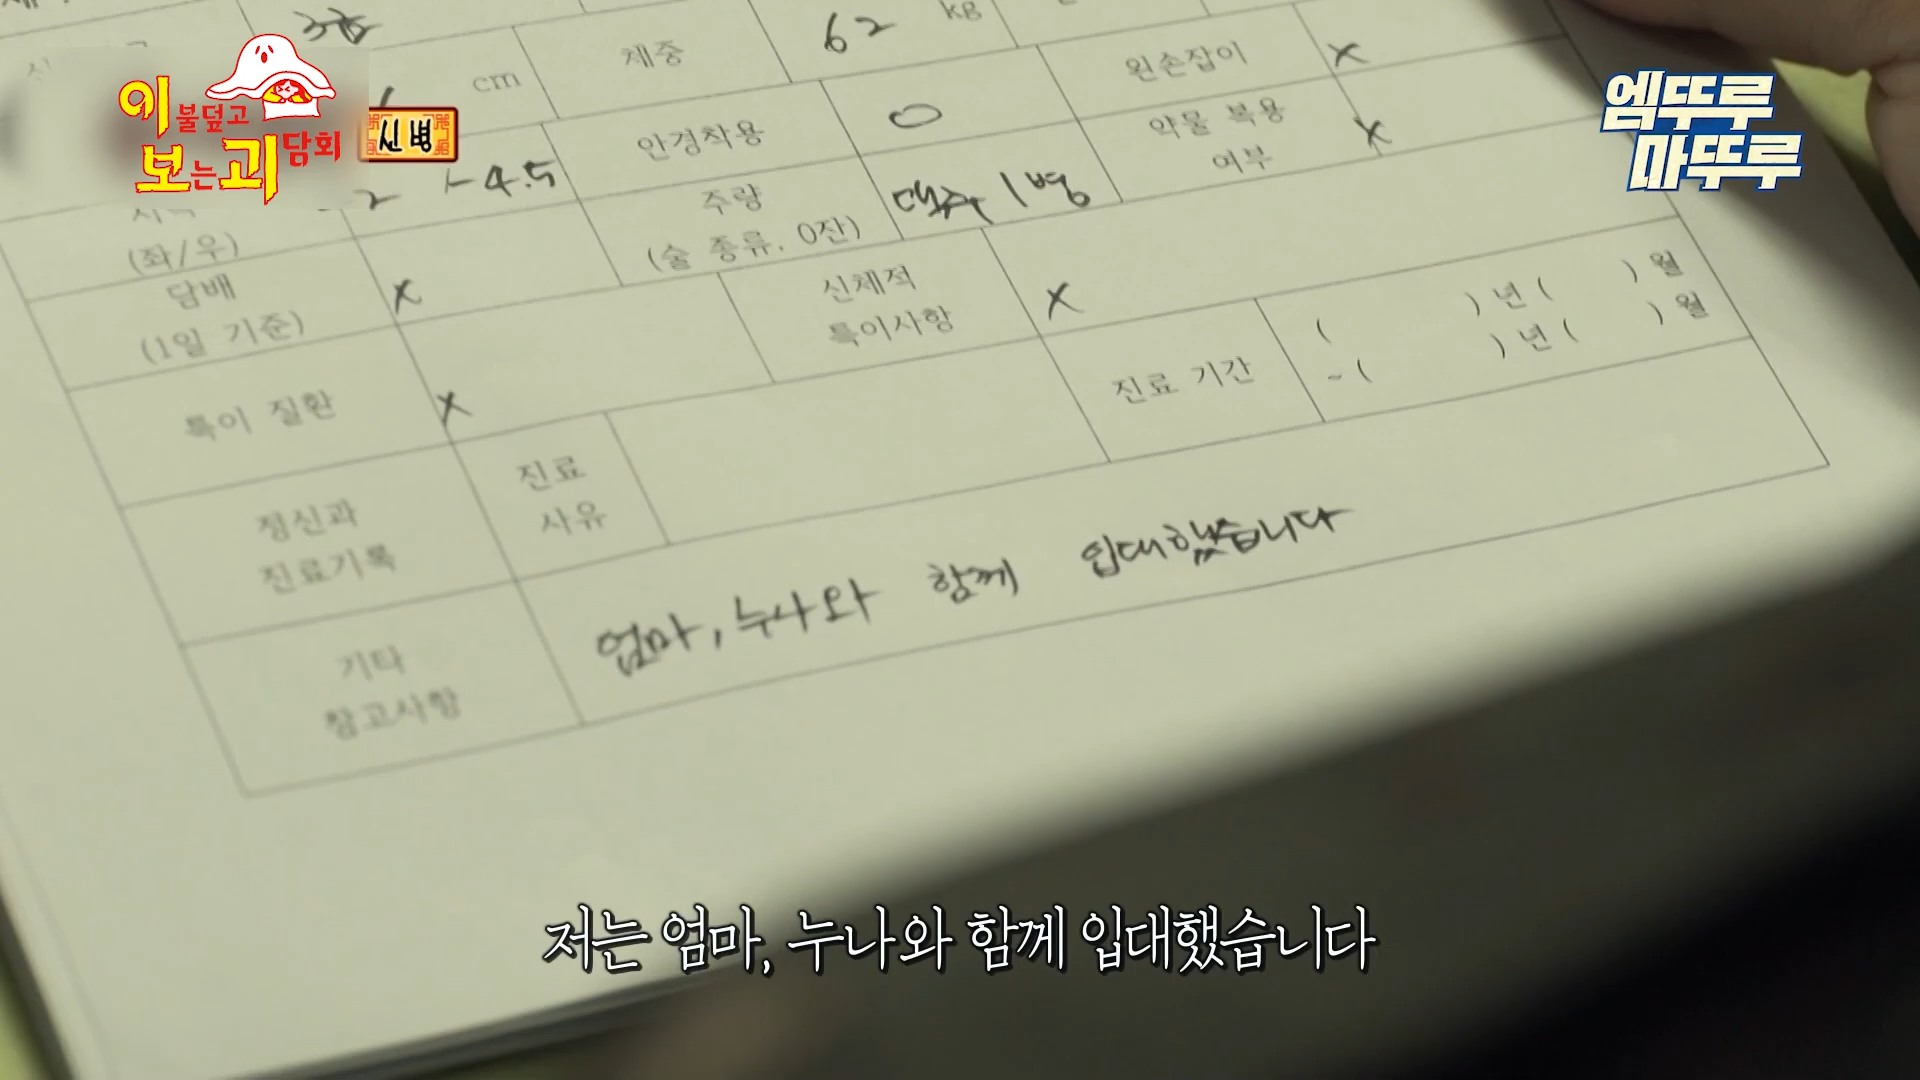 이불덮고
보는괴담회
신병
엠뚜루
마뚜루
체중
62
kg
cm
왼손잡이
X
안경착용
O
약물 복용
여부
X
-4.5
주량
(술 종류, 0잔)
맥주 1병
(좌/우)
담배
(1일 기준)
X
신체적
특이사항
X
특이 질환
X
진료 기간
( )년( )월
~( )년( )월
정신과
진료기록
진료
사유
기타
참고사항
엄마, 누나와 함께 입대했습니다
저는 엄마, 누나와 함께 입대했습니다